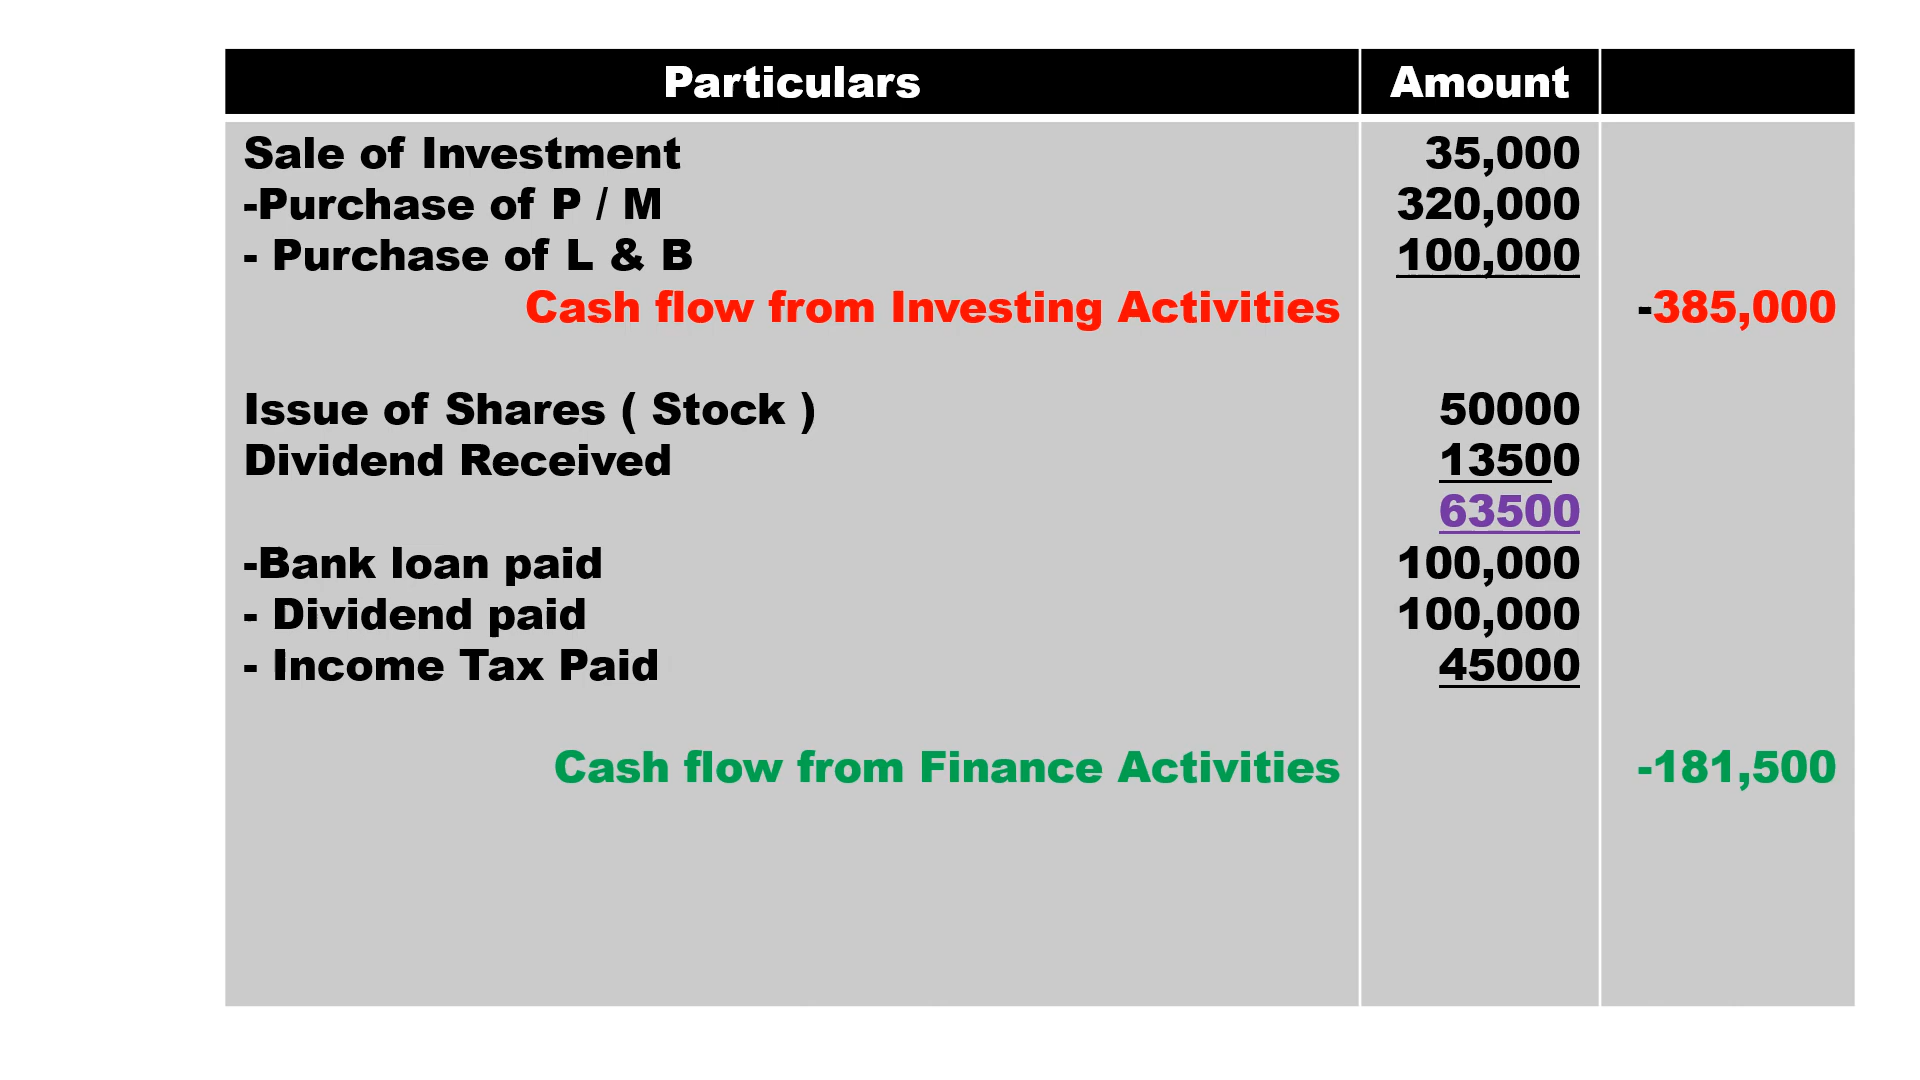 Particulars Amount
Sale of Investment 35,000
-Purchase of P / M 320,000
- Purchase of L & B 100,000
Cash flow from Investing Activities -385,000
Issue of Shares ( Stock ) 50000
Dividend Received 13500
63500
-Bank loan paid 100,000
- Dividend paid 100,000
- Income Tax Paid 45000
Cash flow from Finance Activities -181,500